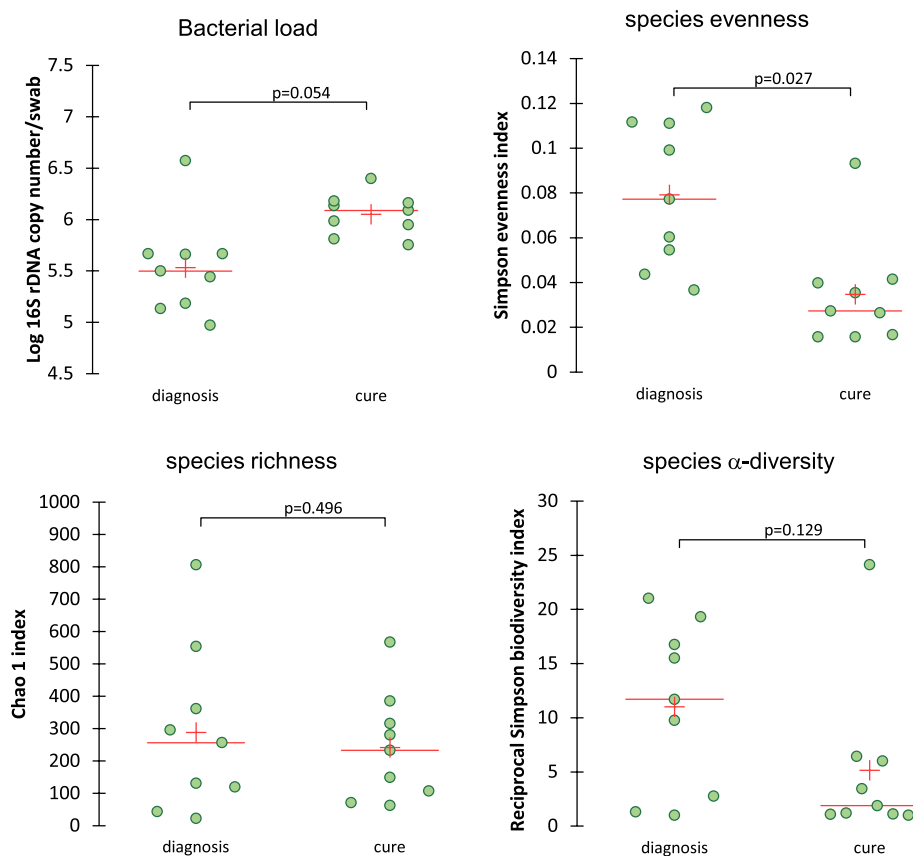 Bacterial load
Log 16S rDNA copy number/swab
7.5
7
6.5
6
5.5
5
4.5
p=0.054
diagnosis
cure
species evenness
Simpson evenness index
0.14
0.12
0.1
0.08
0.06
0.04
0.02
0
p=0.027
diagnosis
cure
species richness
Chao 1 index
1000
900
800
700
600
500
400
300
200
100
0
p=0.496
diagnosis
cure
species α-diversity
Reciprocal Simpson biodiversity index
30
25
20
15
10
5
0
p=0.129
diagnosis
cure